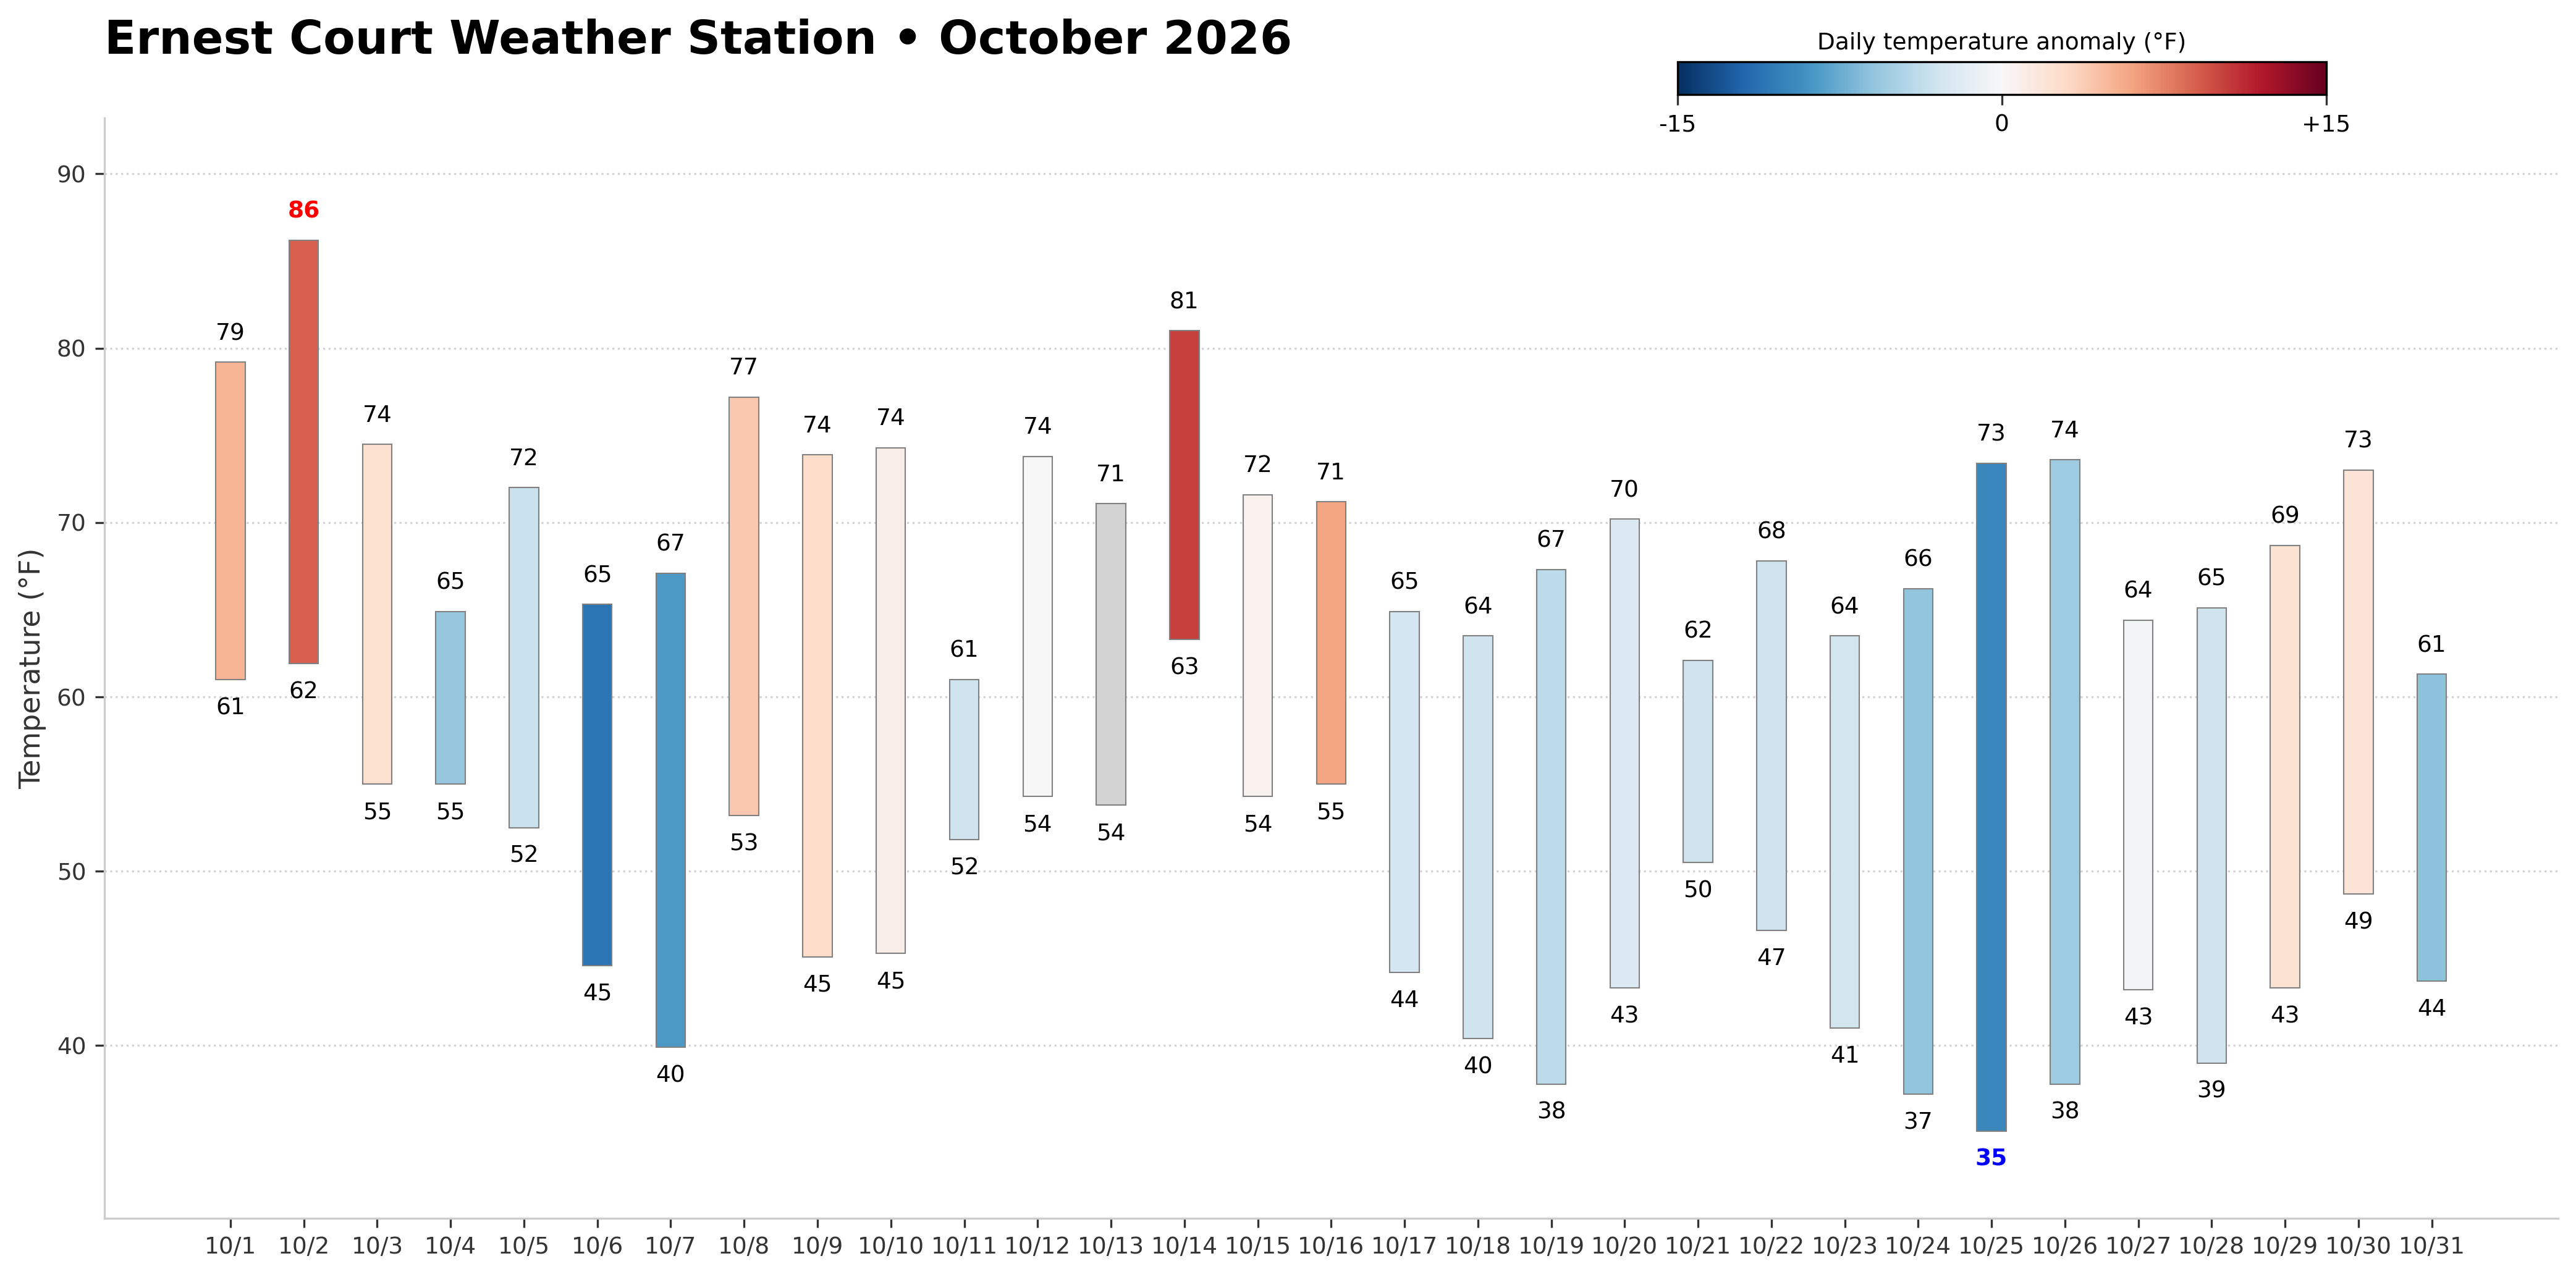 Ernest Court Weather Station • October 2026
Daily temperature anomaly (°F)
-15 0 +15
Temperature (°F)
90
80
70
60
50
40
79 86 74 65 72 65 67 77 74 74 61 74 71 81 72 71 65 64 67 70 62 68 64 66 73 74 64 65 69 73 61
61 62 55 55 52 45 40 53 45 45 52 54 54 63 54 55 44 40 38 43 50 47 41 37 35 38 43 39 43 49 44
10/1 10/2 10/3 10/4 10/5 10/6 10/7 10/8 10/9 10/10 10/11 10/12 10/13 10/14 10/15 10/16 10/17 10/18 10/19 10/20 10/21 10/22 10/23 10/24 10/25 10/26 10/27 10/28 10/29 10/30 10/31